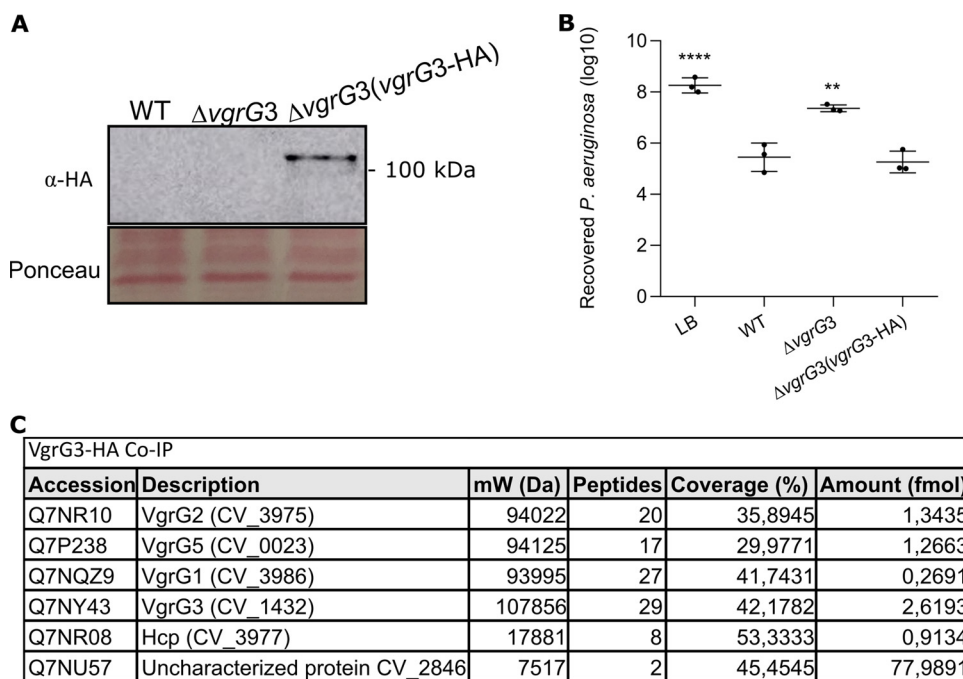 A
WT ΔvgrG3 ΔvgrG3(vgrG3-HA)
α-HA
- 100 kDa
Ponceau
B
Recovered P. aeruginosa (log10)
10
8
6
4
2
0
**** **
LB WT ΔvgrG3 ΔvgrG3(vgrG3-HA)
C
VgrG3-HA Co-IP
Accession Description mW (Da) Peptides Coverage (%) Amount (fmol)
Q7NR10 VgrG2 (CV_3975) 94022 20 35,8945 1,3435
Q7P238 VgrG5 (CV_0023) 94125 17 29,9771 1,2663
Q7NQZ9 VgrG1 (CV_3986) 93995 27 41,7431 0,2691
Q7NY43 VgrG3 (CV_1432) 107856 29 42,1782 2,6193
Q7NR08 Hcp (CV_3977) 17881 8 53,3333 0,9134
Q7NU57 Uncharacterized protein CV_2846 7517 2 45,4545 77,9891